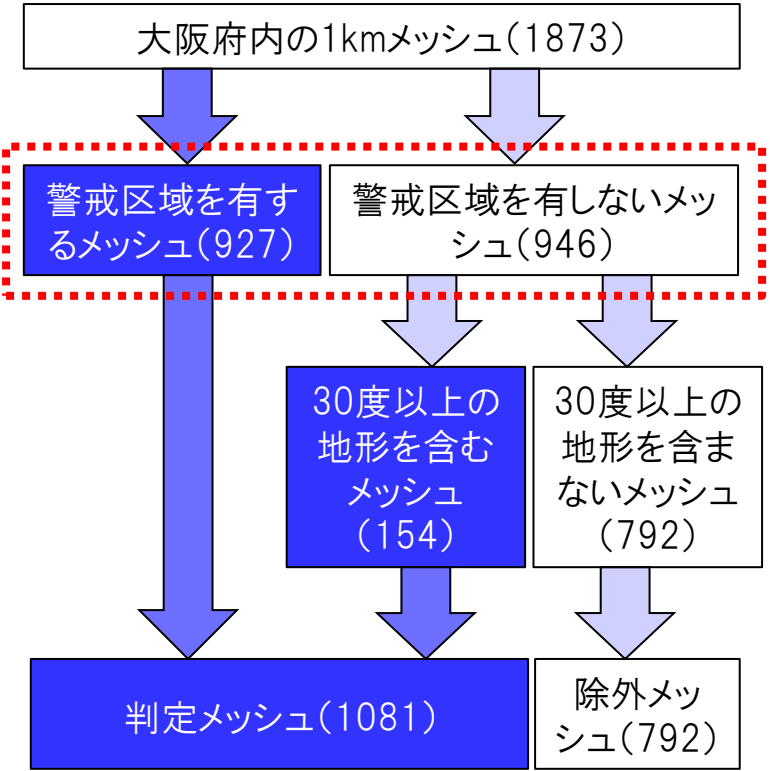 大阪府内の1kmメッシュ(1873)
警戒区域を有す
るメッシュ(927)
警戒区域を有しないメッ
シュ(946)
30度以上の
地形を含む
メッシュ
(154)
30度以上の
地形を含ま
ないメッシュ
(792)
判定メッシュ(1081)
除外メッ
シュ(792)